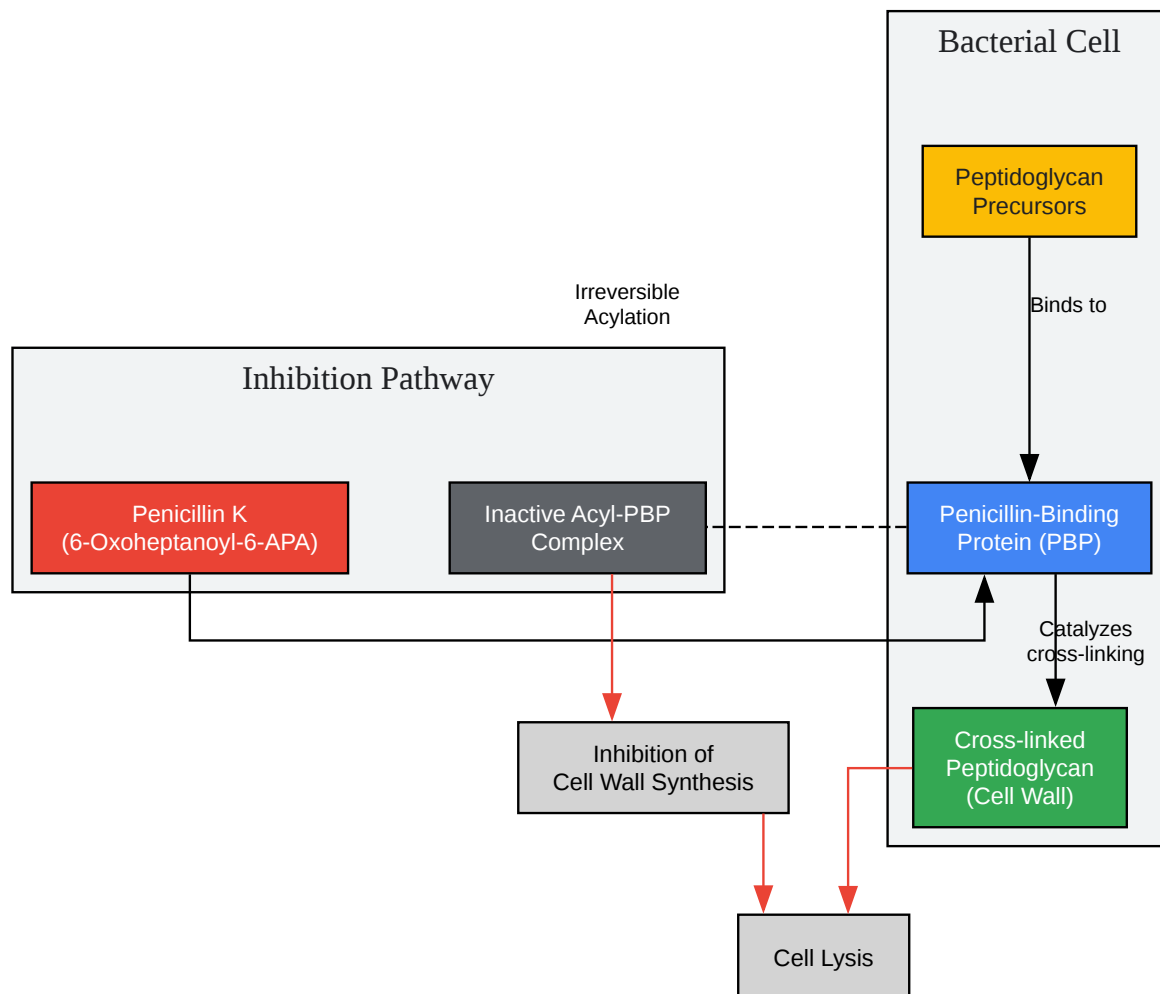 Bacterial Cell
Peptidoglycan
Precursors
Irreversible
Acylation
Binds to
Inhibition Pathway
Penicillin K
(6-Oxoheptanoyl-6-APA)
Inactive Acyl-PBP
Complex
Penicillin-Binding
Protein (PBP)
Catalyzes
cross-linking
Inhibition of
Cell Wall Synthesis
Cross-linked
Peptidoglycan
(Cell Wall)
Cell Lysis